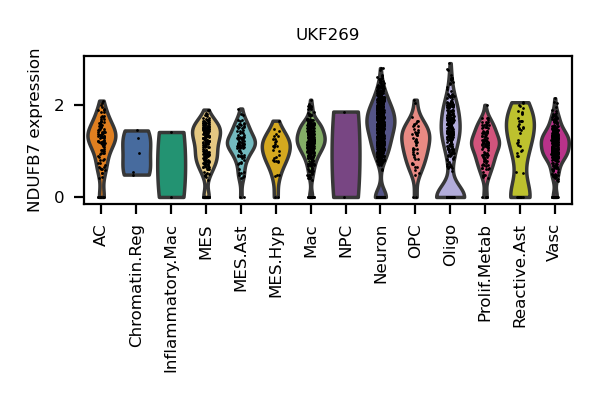 UKF269
NDUFB7 expression
2
0
AC
Chromatin.Reg
Inflammatory.Mac
MES
MES.Ast
MES.Hyp
Mac
NPC
Neuron
OPC
Oligo
Prolif.Metab
Reactive.Ast
Vasc